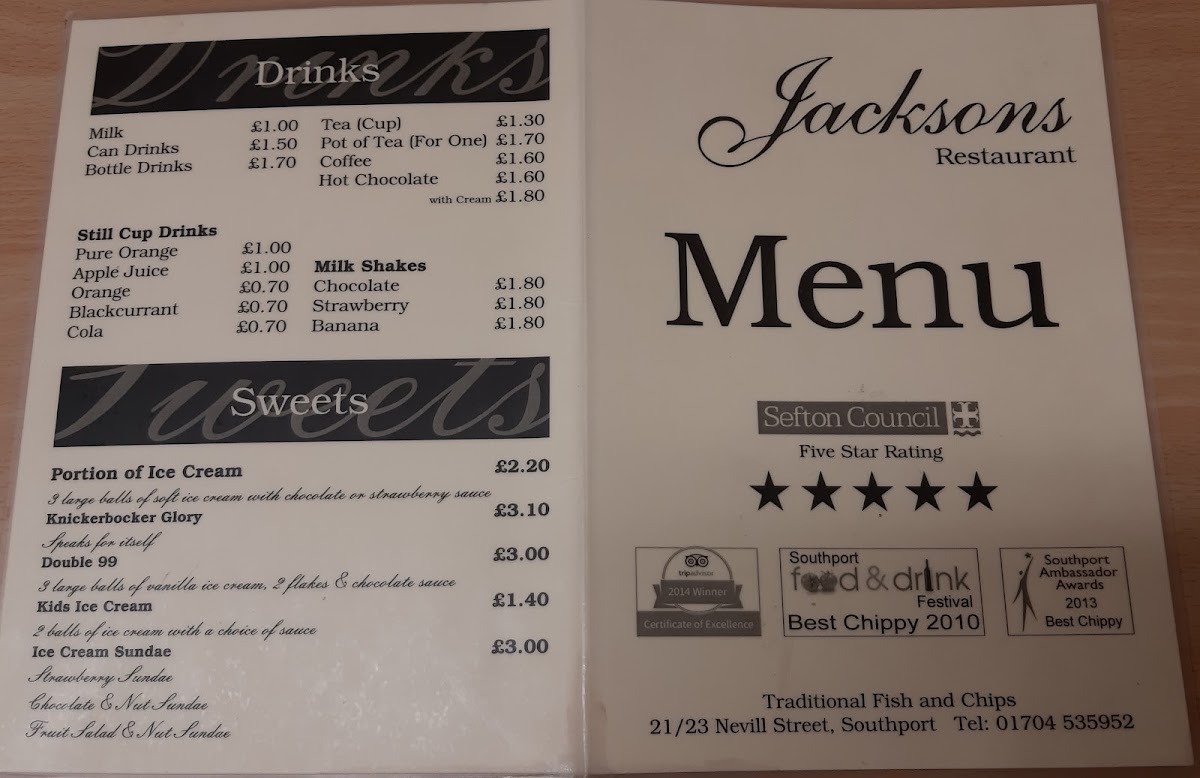 Drinks
Milk £1.00
Can Drinks £1.50
Bottle Drinks £1.70
Tea (Cup) £1.30
Pot of Tea (For One) £1.70
Coffee £1.60
Hot Chocolate £1.60
with Cream £1.80
Still Cup Drinks
Pure Orange £1.00
Apple Juice £1.00
Orange £0.70
Blackcurrant £0.70
Cola £0.70
Milk Shakes
Chocolate £1.80
Strawberry £1.80
Banana £1.80
Sweets
Portion of Ice Cream £2.20
3 large balls of soft ice cream with chocolate or strawberry sauce
Knickerbocker Glory £3.10
Speaks for itself
Double 99 £3.00
3 large balls of vanilla ice cream, 2 flakes & chocolate sauce
Kids Ice Cream £1.40
2 balls of ice cream with a choice of sauce
Ice Cream Sundae £3.00
Strawberry Sundae
Chocolate & Nut Sundae
Fruit Salad & Nut Sundae
Jacksons
Restaurant
Menu
Sefton Council
Five Star Rating
tripadvisor
2014 Winner
Certificate of Excellence
Southport
food & drink
Festival
Best Chippy 2010
Southport
Ambassador
Awards
2013
Best Chippy
Traditional Fish and Chips
21/23 Nevill Street, Southport Tel: 01704 535952